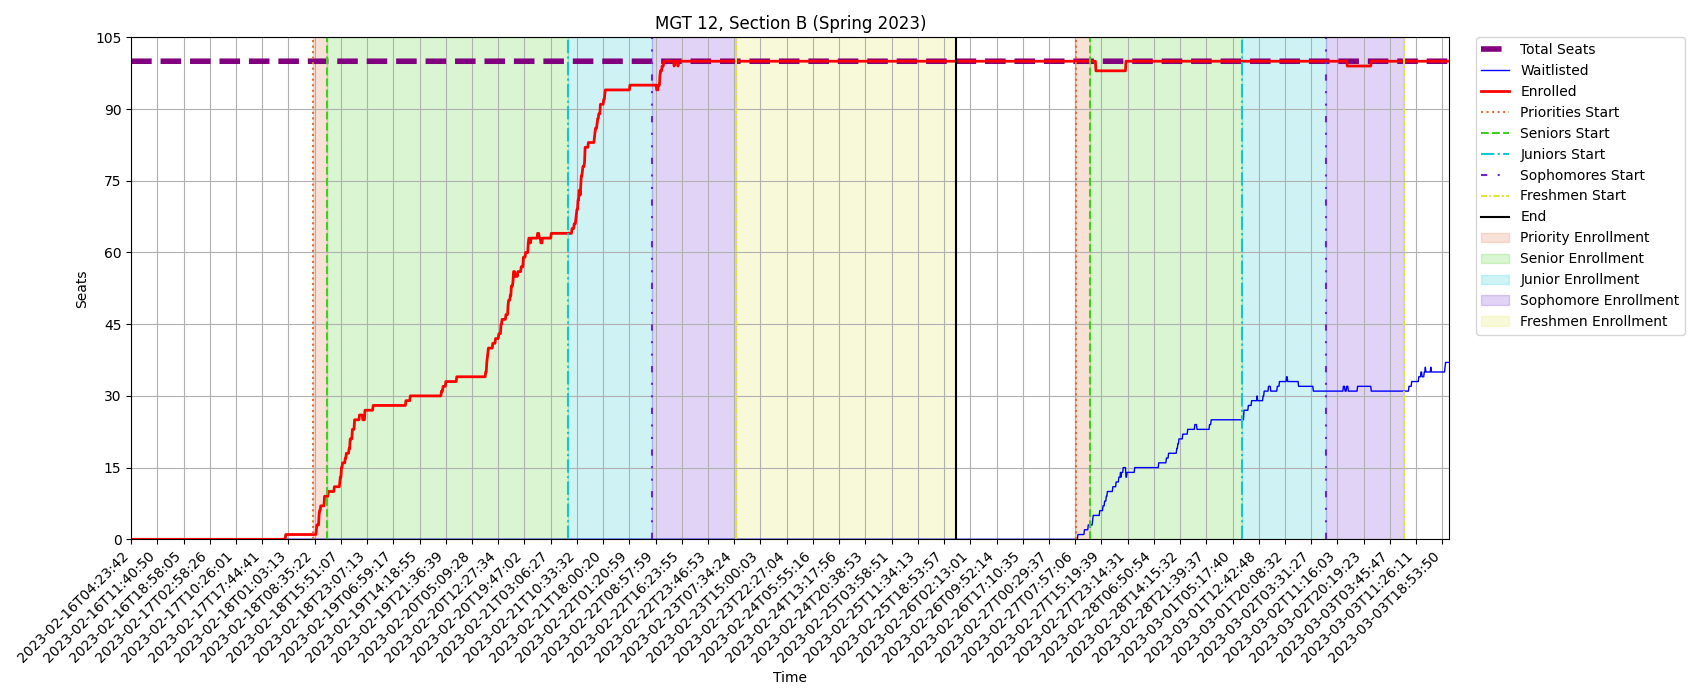 MGT 12, Section B (Spring 2023)
105
90
75
60
45
30
15
0
Seats
2023-02-16T04:23:42
2023-02-16T11:40:50
2023-02-16T18:58:05
2023-02-17T02:58:26
2023-02-17T10:26:01
2023-02-17T17:44:41
2023-02-18T01:03:13
2023-02-18T08:35:22
2023-02-18T15:51:07
2023-02-18T23:07:13
2023-02-19T06:59:17
2023-02-19T14:18:55
2023-02-19T21:36:39
2023-02-20T05:09:28
2023-02-20T12:27:34
2023-02-20T19:47:02
2023-02-21T03:06:27
2023-02-21T10:33:32
2023-02-21T18:00:20
2023-02-22T01:20:59
2023-02-22T08:57:59
2023-02-22T16:23:55
2023-02-22T23:46:53
2023-02-23T07:34:24
2023-02-23T15:00:03
2023-02-23T22:27:04
2023-02-24T05:55:16
2023-02-24T13:17:56
2023-02-24T20:38:53
2023-02-25T03:58:51
2023-02-25T11:34:13
2023-02-25T18:53:57
2023-02-26T02:13:01
2023-02-26T09:52:14
2023-02-26T17:10:35
2023-02-27T00:29:37
2023-02-27T07:57:06
2023-02-27T15:19:39
2023-02-27T23:14:31
2023-02-28T06:50:54
2023-02-28T14:15:32
2023-02-28T21:39:37
2023-03-01T05:17:40
2023-03-01T12:42:48
2023-03-01T20:08:32
2023-03-02T03:31:27
2023-03-02T11:16:03
2023-03-02T20:19:23
2023-03-03T03:45:47
2023-03-03T11:26:11
2023-03-03T18:53:50
Time
Total Seats
Waitlisted
Enrolled
Priorities Start
Seniors Start
Juniors Start
Sophomores Start
Freshmen Start
End
Priority Enrollment
Senior Enrollment
Junior Enrollment
Sophomore Enrollment
Freshmen Enrollment